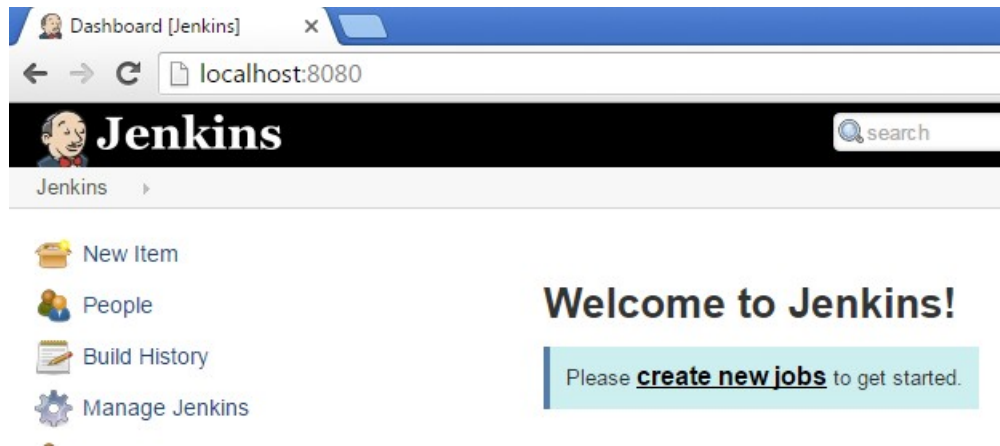 Dashboard [Jenkins]
localhost:8080
Jenkins
search
Jenkins
New Item
People
Build History
Manage Jenkins
Welcome to Jenkins!
Please create new jobs to get started.